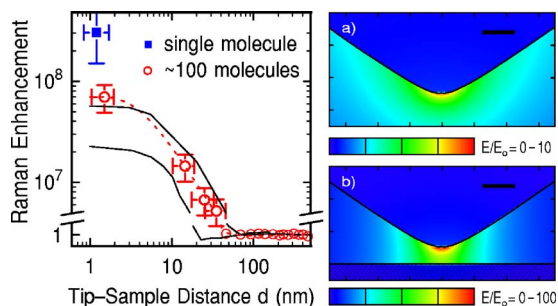 single molecule
~100 molecules
Raman Enhancement
10⁸
10⁷
1
1 10 100
Tip–Sample Distance d (nm)
a)
E/E₀ = 0–10
b)
E/E₀ = 0–100